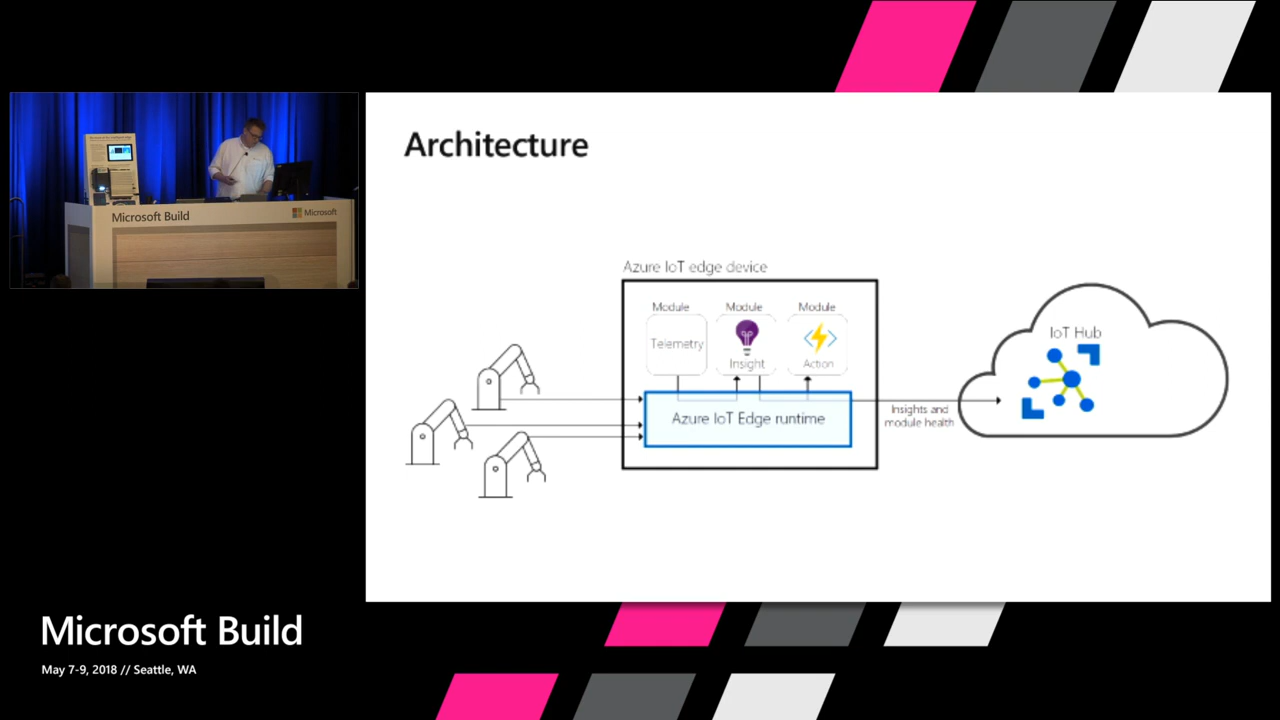 Microsoft Build
Microsoft
Architecture
Azure IoT edge device
Module
Module
Module
Telemetry
Insight
Action
Azure IoT Edge runtime
Insights and
module health
IoT Hub
Microsoft Build
May 7-9, 2018 // Seattle, WA